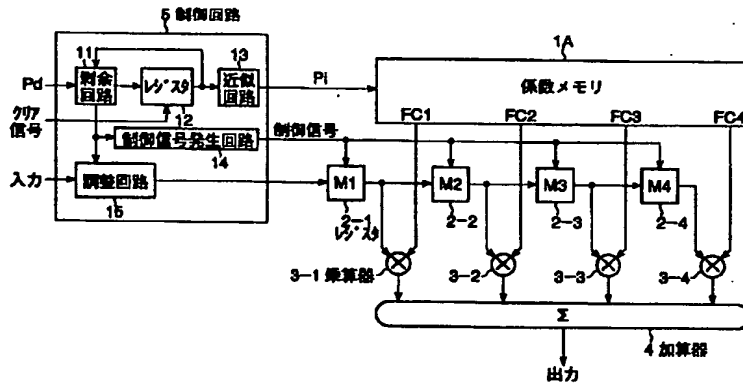 5 制御回路
11
13
1A
Pd
剰余
回路
レジスタ
近似
回路
Pi
係数メモリ
12
クリア
信号
FC1
FC2
FC3
FC4
制御信号発生回路
制御信号
14
入力
調整回路
15
M1
M2
M3
M4
2-1
レジスタ
2-2
2-3
2-4
3-1 乗算器
3-2
3-3
3-4
Σ
4 加算器
出力